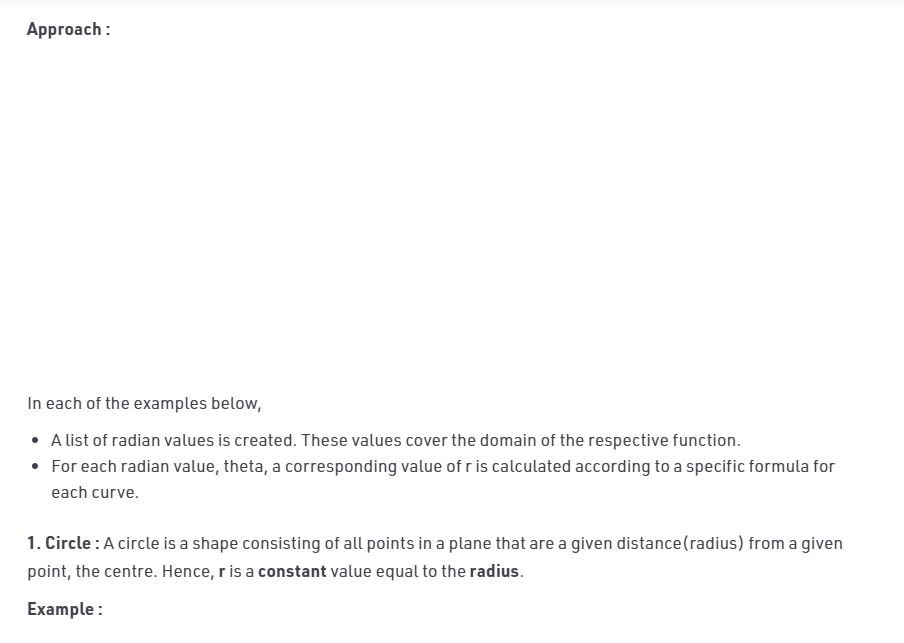 Approach :
In each of the examples below,
• A list of radian values is created. These values cover the domain of the respective function.
• For each radian value, theta, a corresponding value of r is calculated according to a specific formula for
each curve.
1. Circle : A circle is a shape consisting of all points in a plane that are a given distance(radius) from a given
point, the centre. Hence, r is a constant value equal to the radius.
Example :